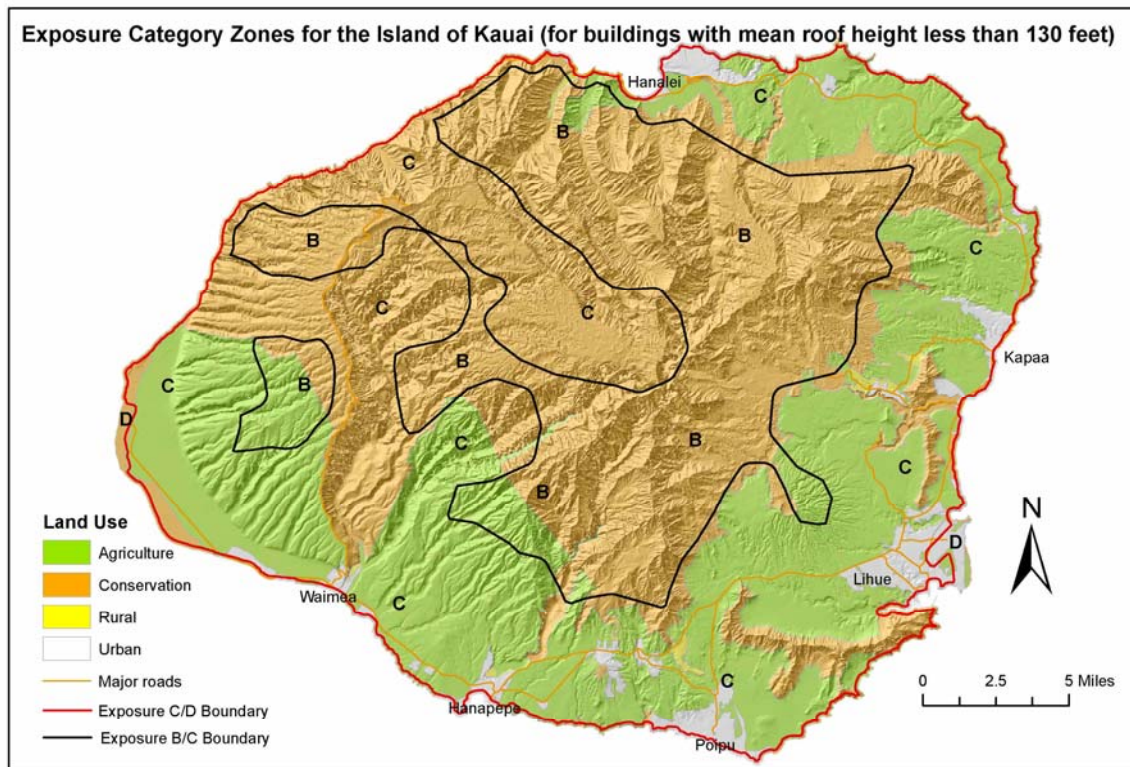 Exposure Category Zones for the Island of Kauai (for buildings with mean roof height less than 130 feet)
Hanalei
C
B
C
B
B
C
C
C
B
Kapaa
C
B
D
B
C
C
B
N
Land Use
Agriculture
Conservation
Rural
Urban
Major roads
Exposure C/D Boundary
Exposure B/C Boundary
D
Lihue
Waimea
C
C
0 2.5 5 Miles
Hanapepe
Poipu